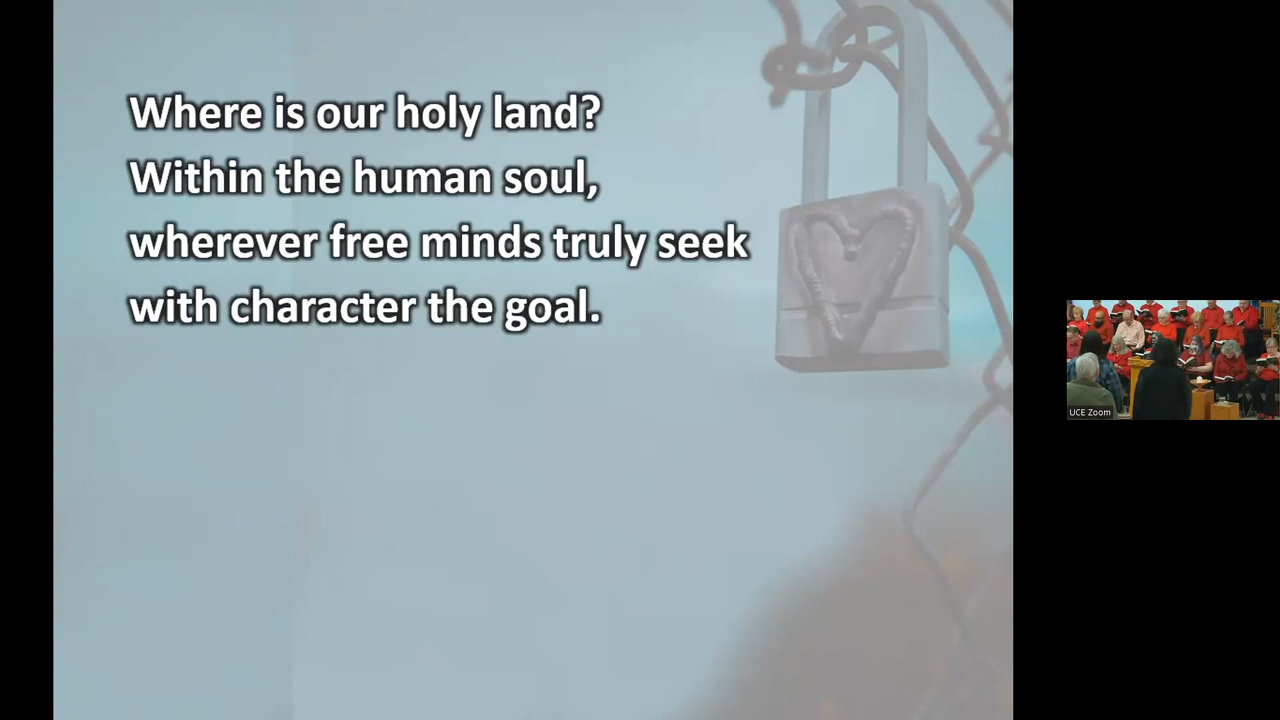 Where is our holy land?
Within the human soul,
wherever free minds truly seek
with character the goal.
UCE Zoom